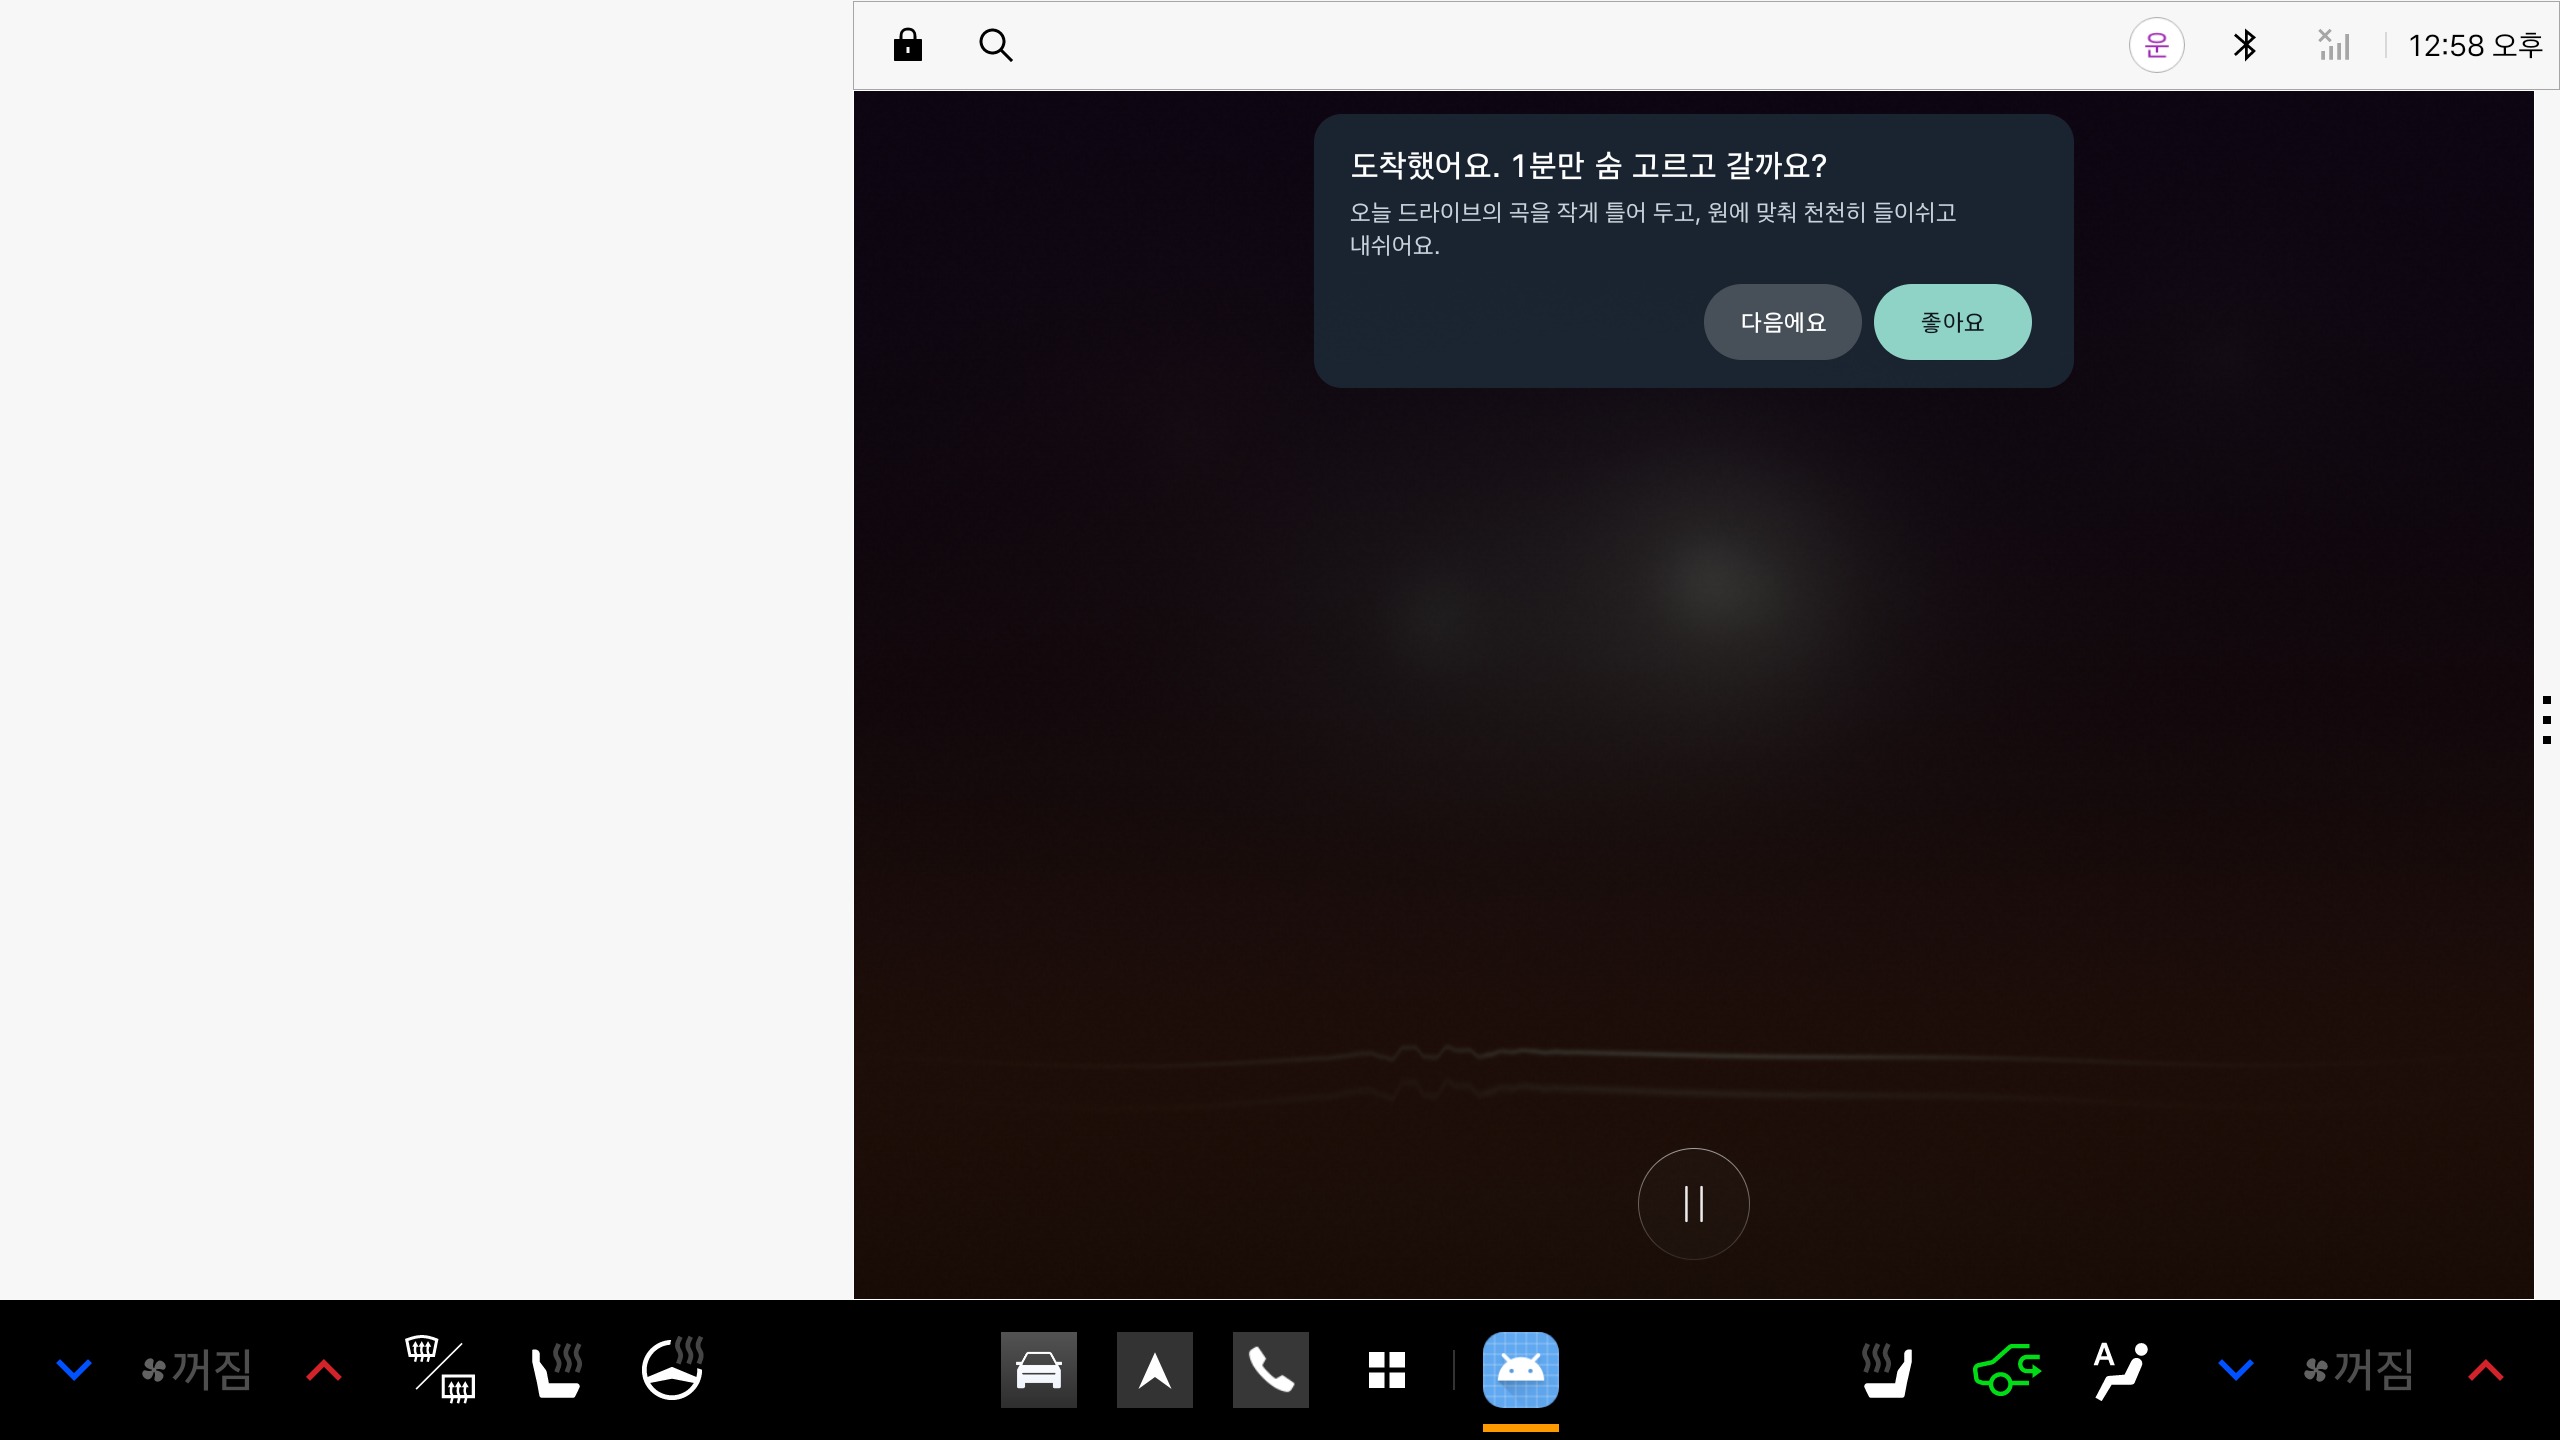 운
12:58 오후
도착했어요. 1분만 숨 고르고 갈까요?
오늘 드라이브의 곡을 작게 틀어 두고, 원에 맞춰 천천히 들이쉬고
내쉬어요.
다음에요
좋아요
꺼짐
A
꺼짐